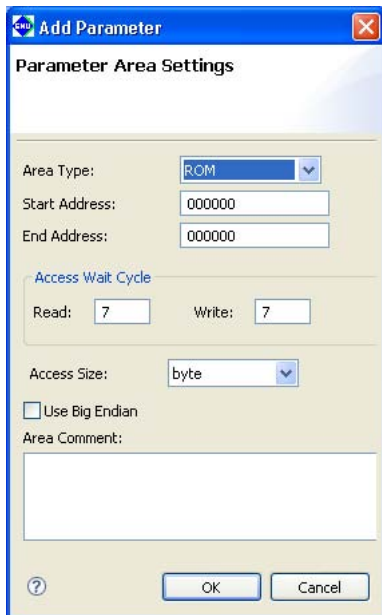 GNU Add Parameter
Parameter Area Settings
Area Type: ROM
Start Address: 000000
End Address: 000000
Access Wait Cycle
Read: 7 Write: 7
Access Size: byte
Use Big Endian
Area Comment:
? OK Cancel